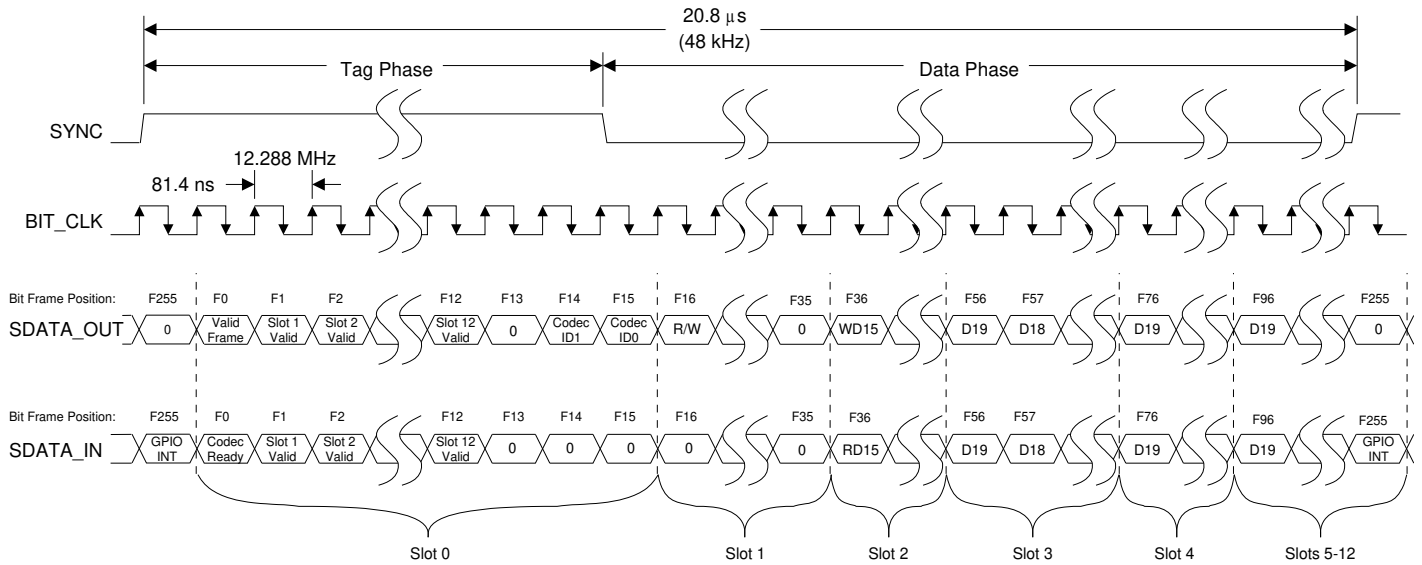 20.8 μs
(48 kHz)
Tag Phase
Data Phase
SYNC
12.288 MHz
81.4 ns
BIT_CLK
Bit Frame Position: F255 F0 F1 F2 F12 F13 F14 F15 F16 F35 F36 F56 F57 F76 F96 F255
SDATA_OUT 0 Valid Frame Slot 1 Valid Slot 2 Valid Slot 12 Valid 0 Codec ID1 Codec ID0 R/W 0 WD15 D19 D18 D19 D19 0
Bit Frame Position: F255 F0 F1 F2 F12 F13 F14 F15 F16 F35 F36 F56 F57 F76 F96 F255
SDATA_IN GPIO INT Codec Ready Slot 1 Valid Slot 2 Valid Slot 12 Valid 0 0 0 0 0 RD15 D19 D18 D19 D19 GPIO INT
Slot 0 Slot 1 Slot 2 Slot 3 Slot 4 Slots 5-12